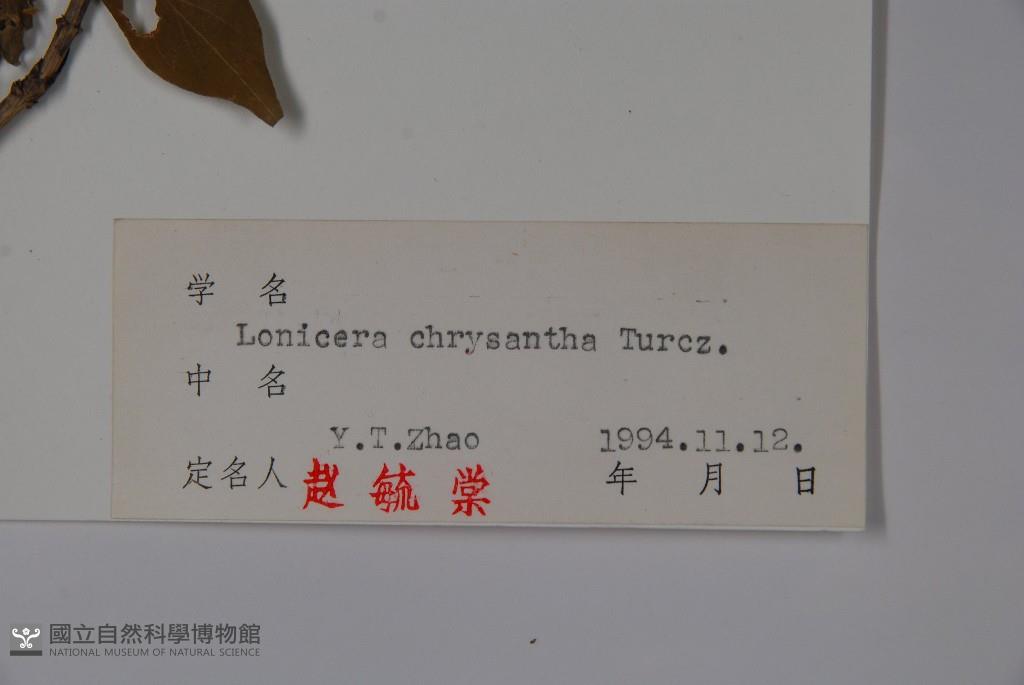 学 名
Lonicera chrysantha Turcz.
中 名
Y.T.Zhao 1994.11.12.
定名人 赵毓棠 年 月 日
國立自然科學博物館
NATIONAL MUSEUM OF NATURAL SCIENCE